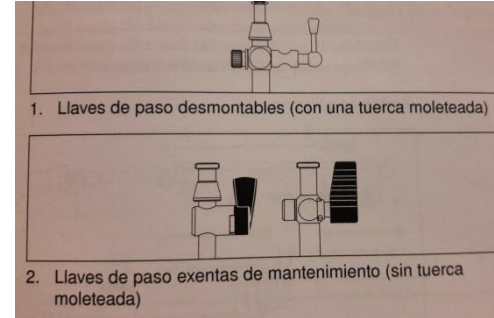 1. Llaves de paso desmontables (con una tuerca moleteada)
2. Llaves de paso exentas de mantenimiento (sin tuerca
moleteada)